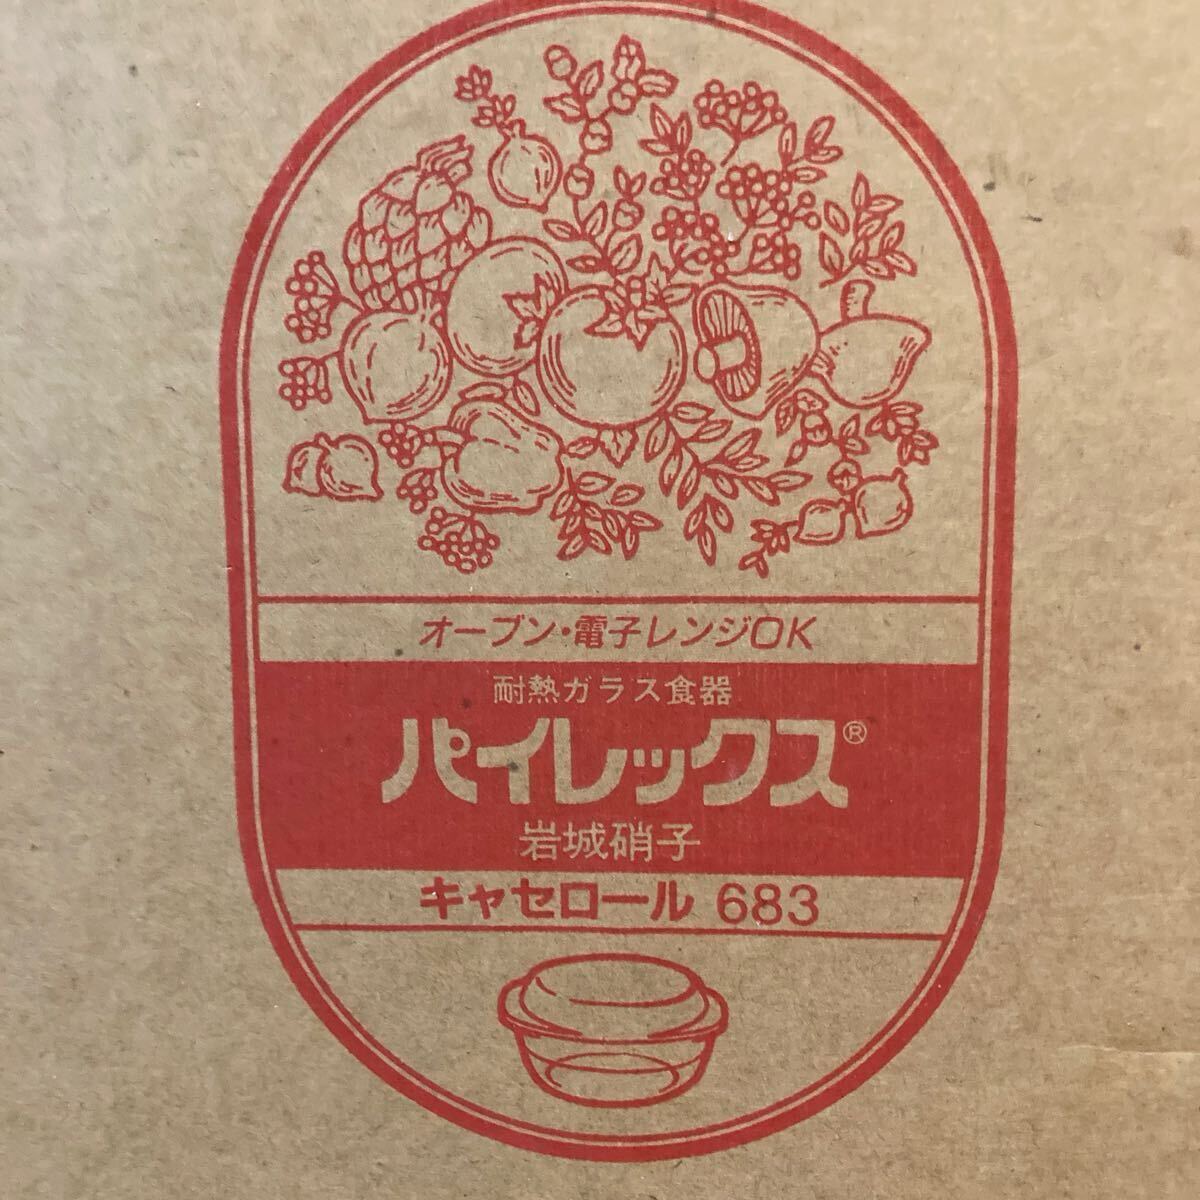 オーブン・電子レンジOK
耐熱ガラス食器
パイレックス®
岩城硝子
キャセロール 683